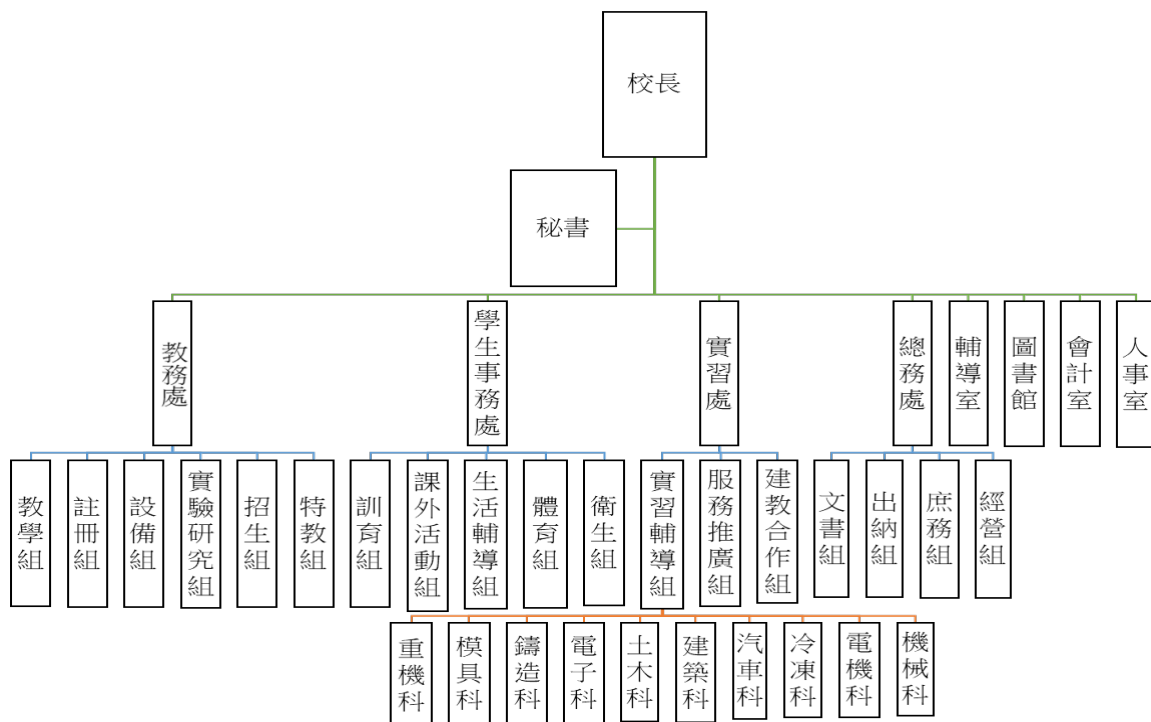 校長
秘書
教務處
學生事務處
實習處
總務處
輔導室
圖書館
會計室
人事室
教學組
註冊組
設備組
實驗研究組
招生組
特教組
訓育組
課外活動組
生活輔導組
體育組
衛生組
實習輔導組
服務推廣組
建教合作組
文書組
出納組
庶務組
經營組
重機科
模具科
鑄造科
電子科
土木科
建築科
汽車科
冷凍科
電機科
機械科